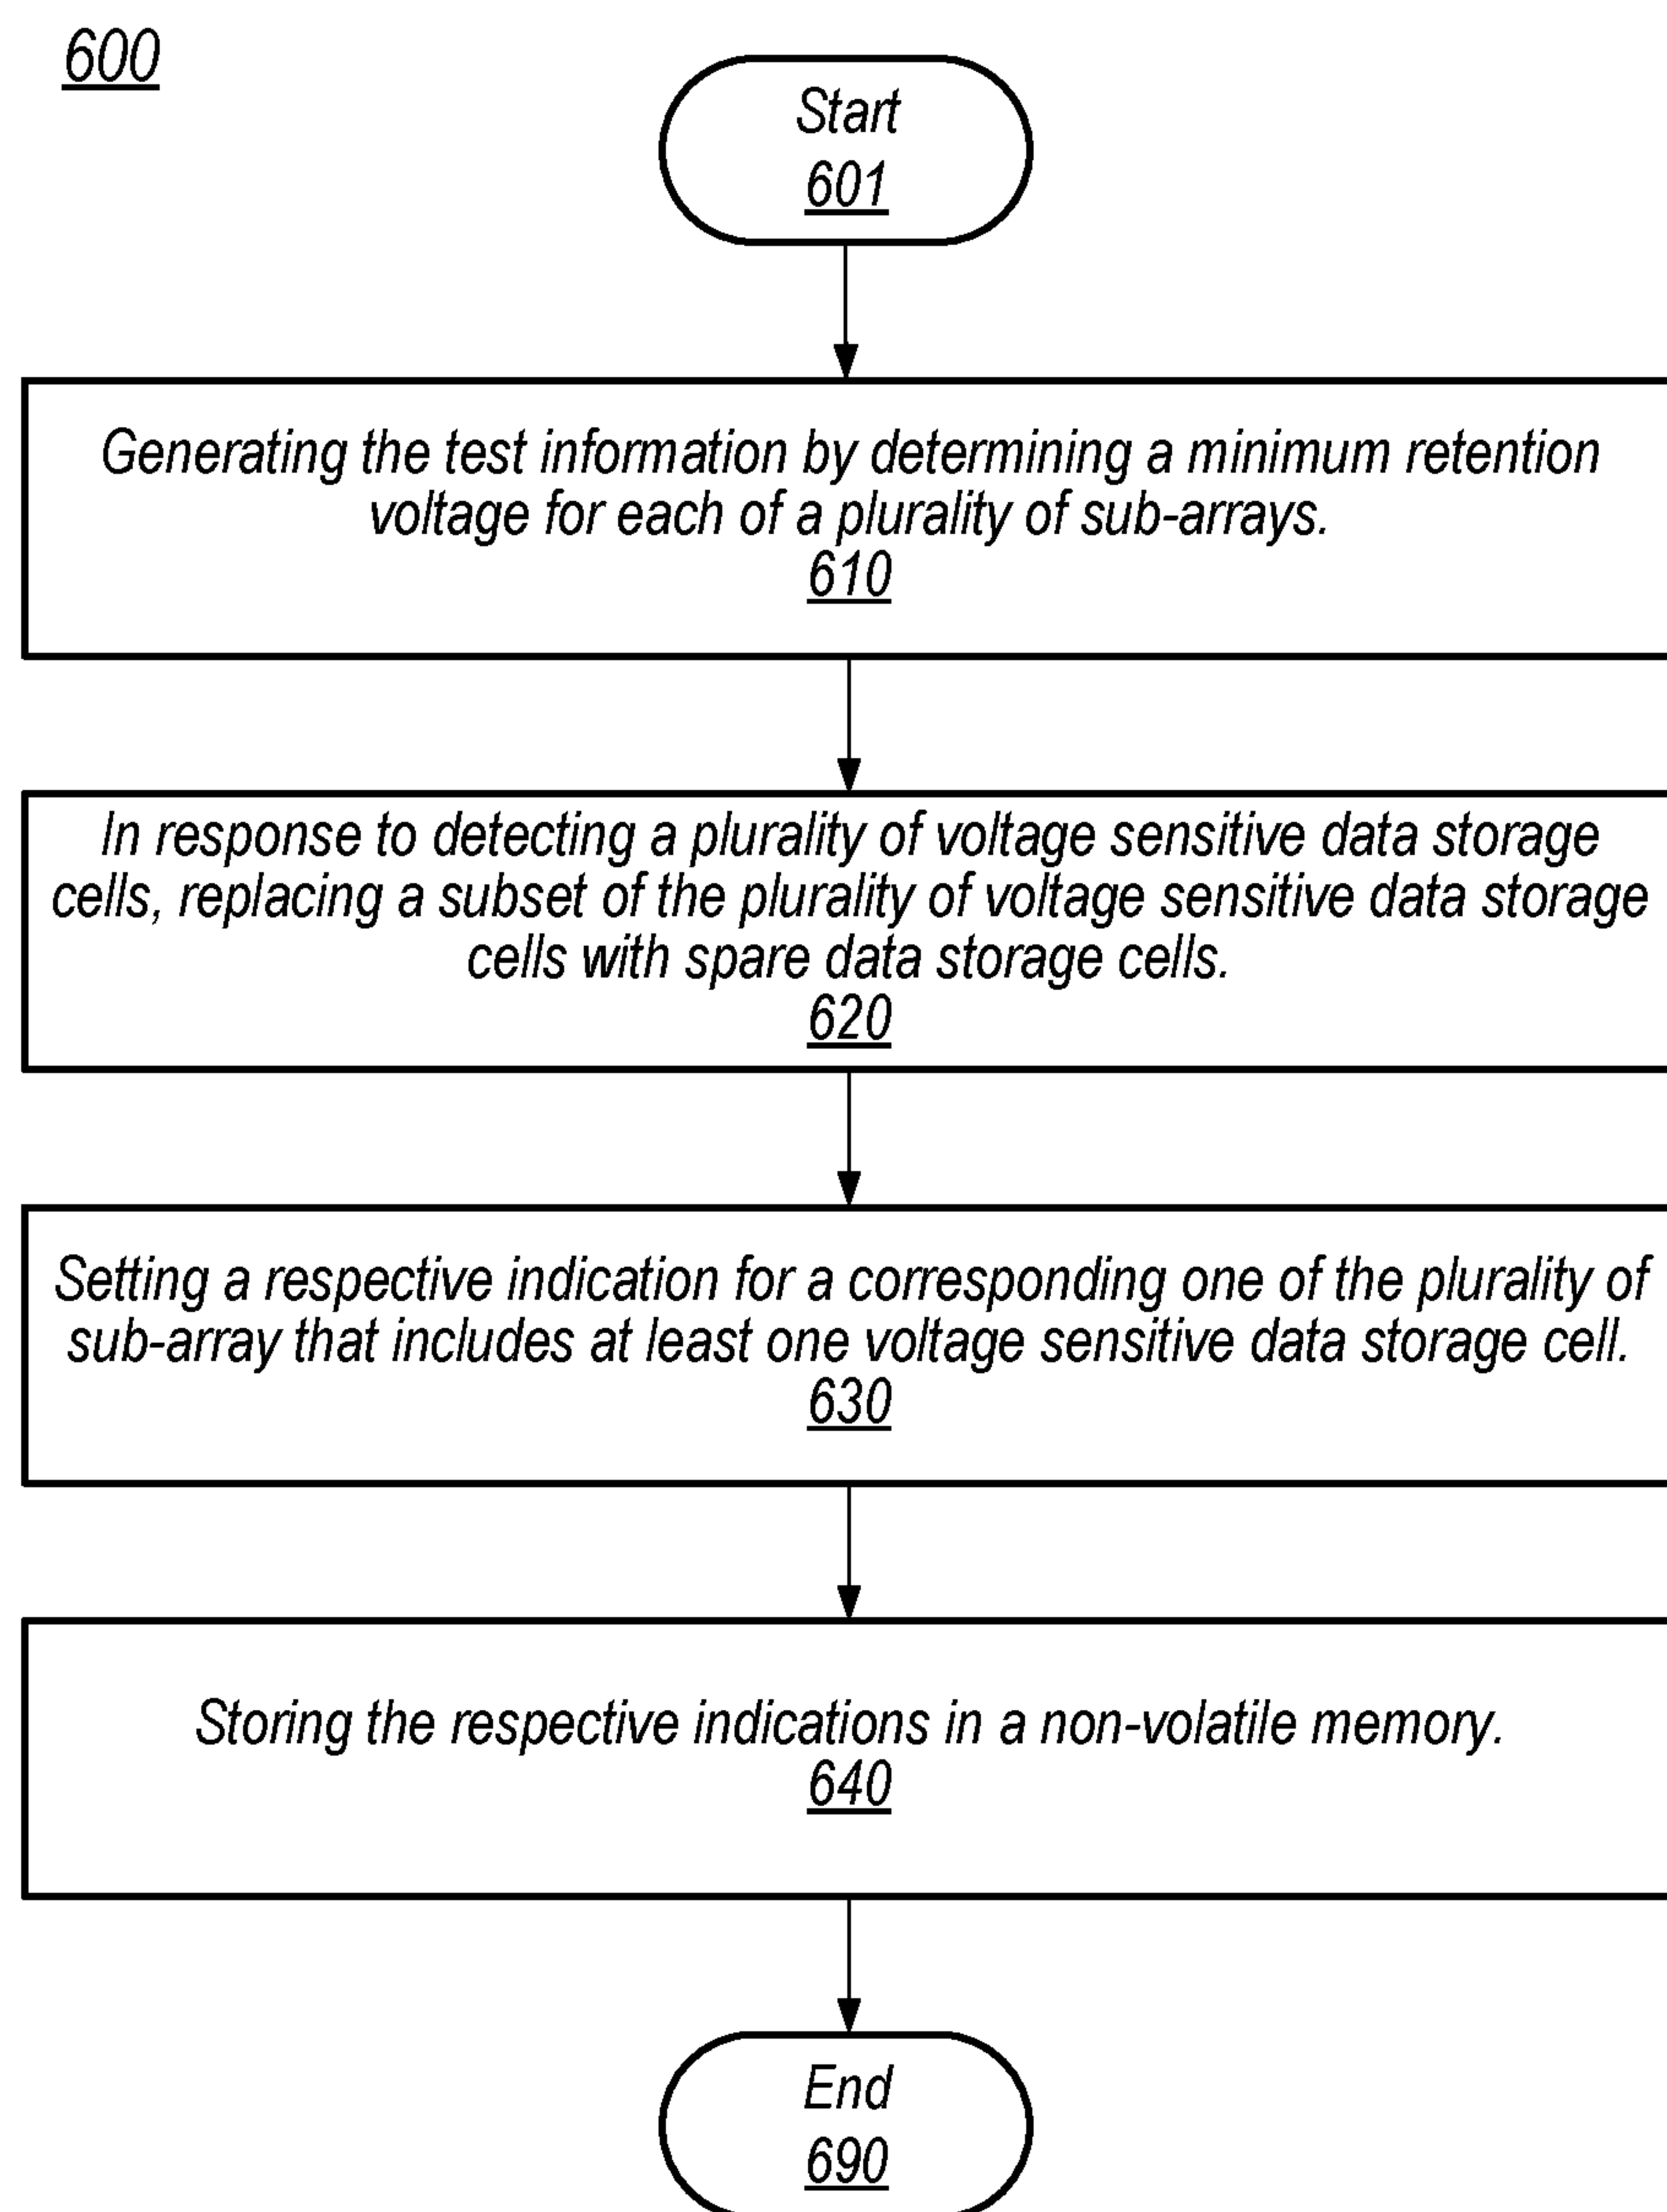 600
Start
601
Generating the test information by determining a minimum retention
voltage for each of a plurality of sub-arrays.
610
In response to detecting a plurality of voltage sensitive data storage
cells, replacing a subset of the plurality of voltage sensitive data storage
cells with spare data storage cells.
620
Setting a respective indication for a corresponding one of the plurality of
sub-array that includes at least one voltage sensitive data storage cell.
630
Storing the respective indications in a non-volatile memory.
640
End
690